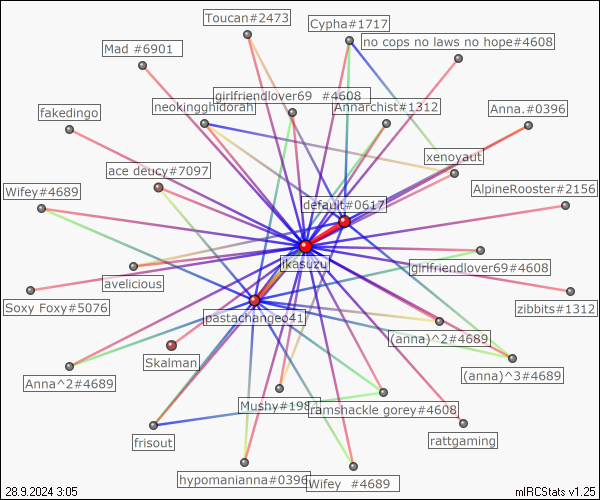 Toucan#2473
Cypha#1717
no cops no laws no hope#4608
Mad #6901
girlfriendlover69 #4608
neokingghidorah
Annarchist#1312
Anna.#0396
fakedingo
xenoyaut
ace deucy#7097
AlpineRooster#2156
Wifey#4689
default#0617
jkasuzu
girlfriendlover69#4608
avelicious
Soxy Foxy#5076
zibbits#1312
pastachangeo41
(anna)^2#4689
Skalman
(anna)^3#4689
Anna^2#4689
Mushy#1984
ramshackle gorey#4608
frisout
rattgaming
hypomanianna#0396
Wifey #4689
28.9.2024 3:05
mIRCStats v1.25